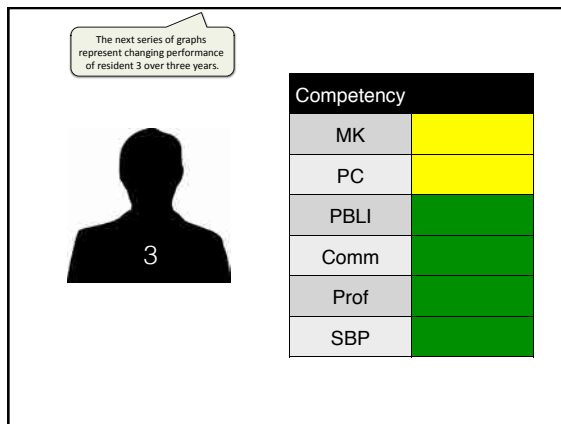 The next series of graphs
represent changing performance
of resident 3 over three years.
3
Competency
MK
PC
PBLI
Comm
Prof
SBP